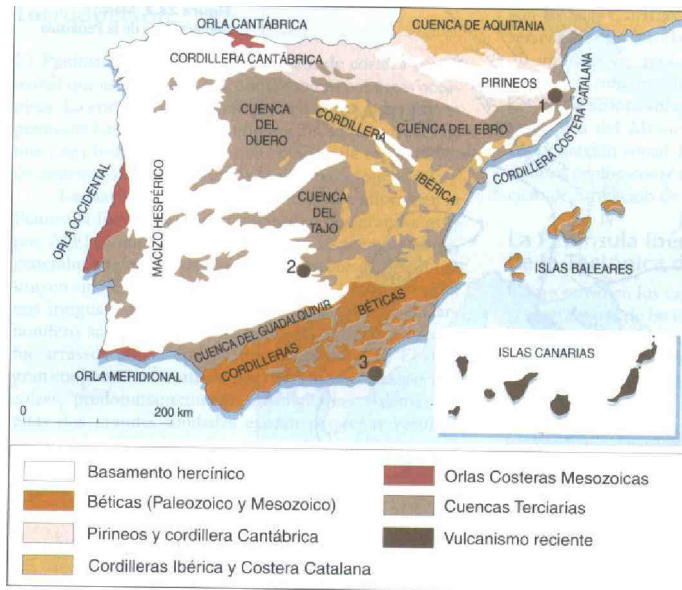 ORLA CANTÁBRICA
CUENCA DE AQUITANIA
CORDILLERA CANTÁBRICA
PIRINEOS
1
CORDILLERA COSTERA CATALANA
CUENCA
DEL
DUERO
CORDILLERA
IBÉRICA
CUENCA DEL EBRO
ORLA OCCIDENTAL
MACIZO HESPÉRICO
CUENCA
DEL
TAJO
2
ISLAS BALEARES
CUENCA DEL GUADALQUIVIR
CORDILLERAS
BÉTICAS
3
ISLAS CANARIAS
ORLA MERIDIONAL
0
200 km
Basamento hercínico
Béticas (Paleozoico y Mesozoico)
Pirineos y cordillera Cantábrica
Cordilleras Ibérica y Costera Catalana
Orlas Costeras Mesozoicas
Cuencas Terciarias
Vulcanismo reciente